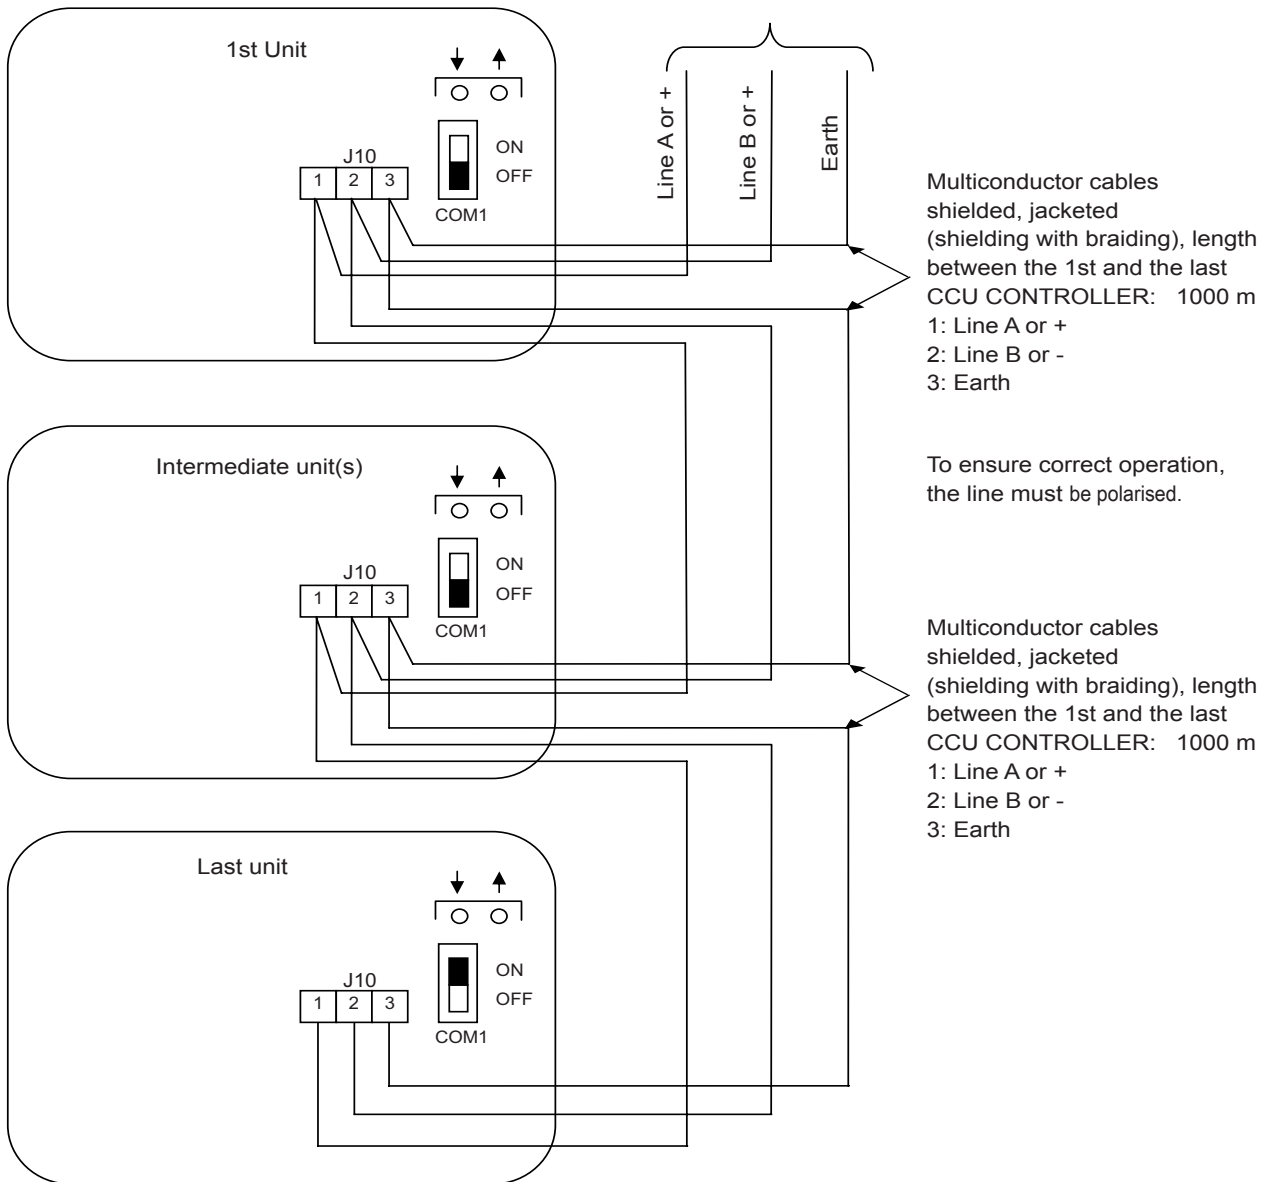 1st Unit
J10
1 2 3
ON
OFF
COM1
Line A or +
Line B or +
Earth
Multiconductor cables
shielded, jacketed
(shielding with braiding), length
between the 1st and the last
CCU CONTROLLER: 1000 m
1: Line A or +
2: Line B or -
3: Earth
To ensure correct operation,
the line must be polarised.
Intermediate unit(s)
J10
1 2 3
ON
OFF
COM1
Multiconductor cables
shielded, jacketed
(shielding with braiding), length
between the 1st and the last
CCU CONTROLLER: 1000 m
1: Line A or +
2: Line B or -
3: Earth
Last unit
J10
1 2 3
ON
OFF
COM1